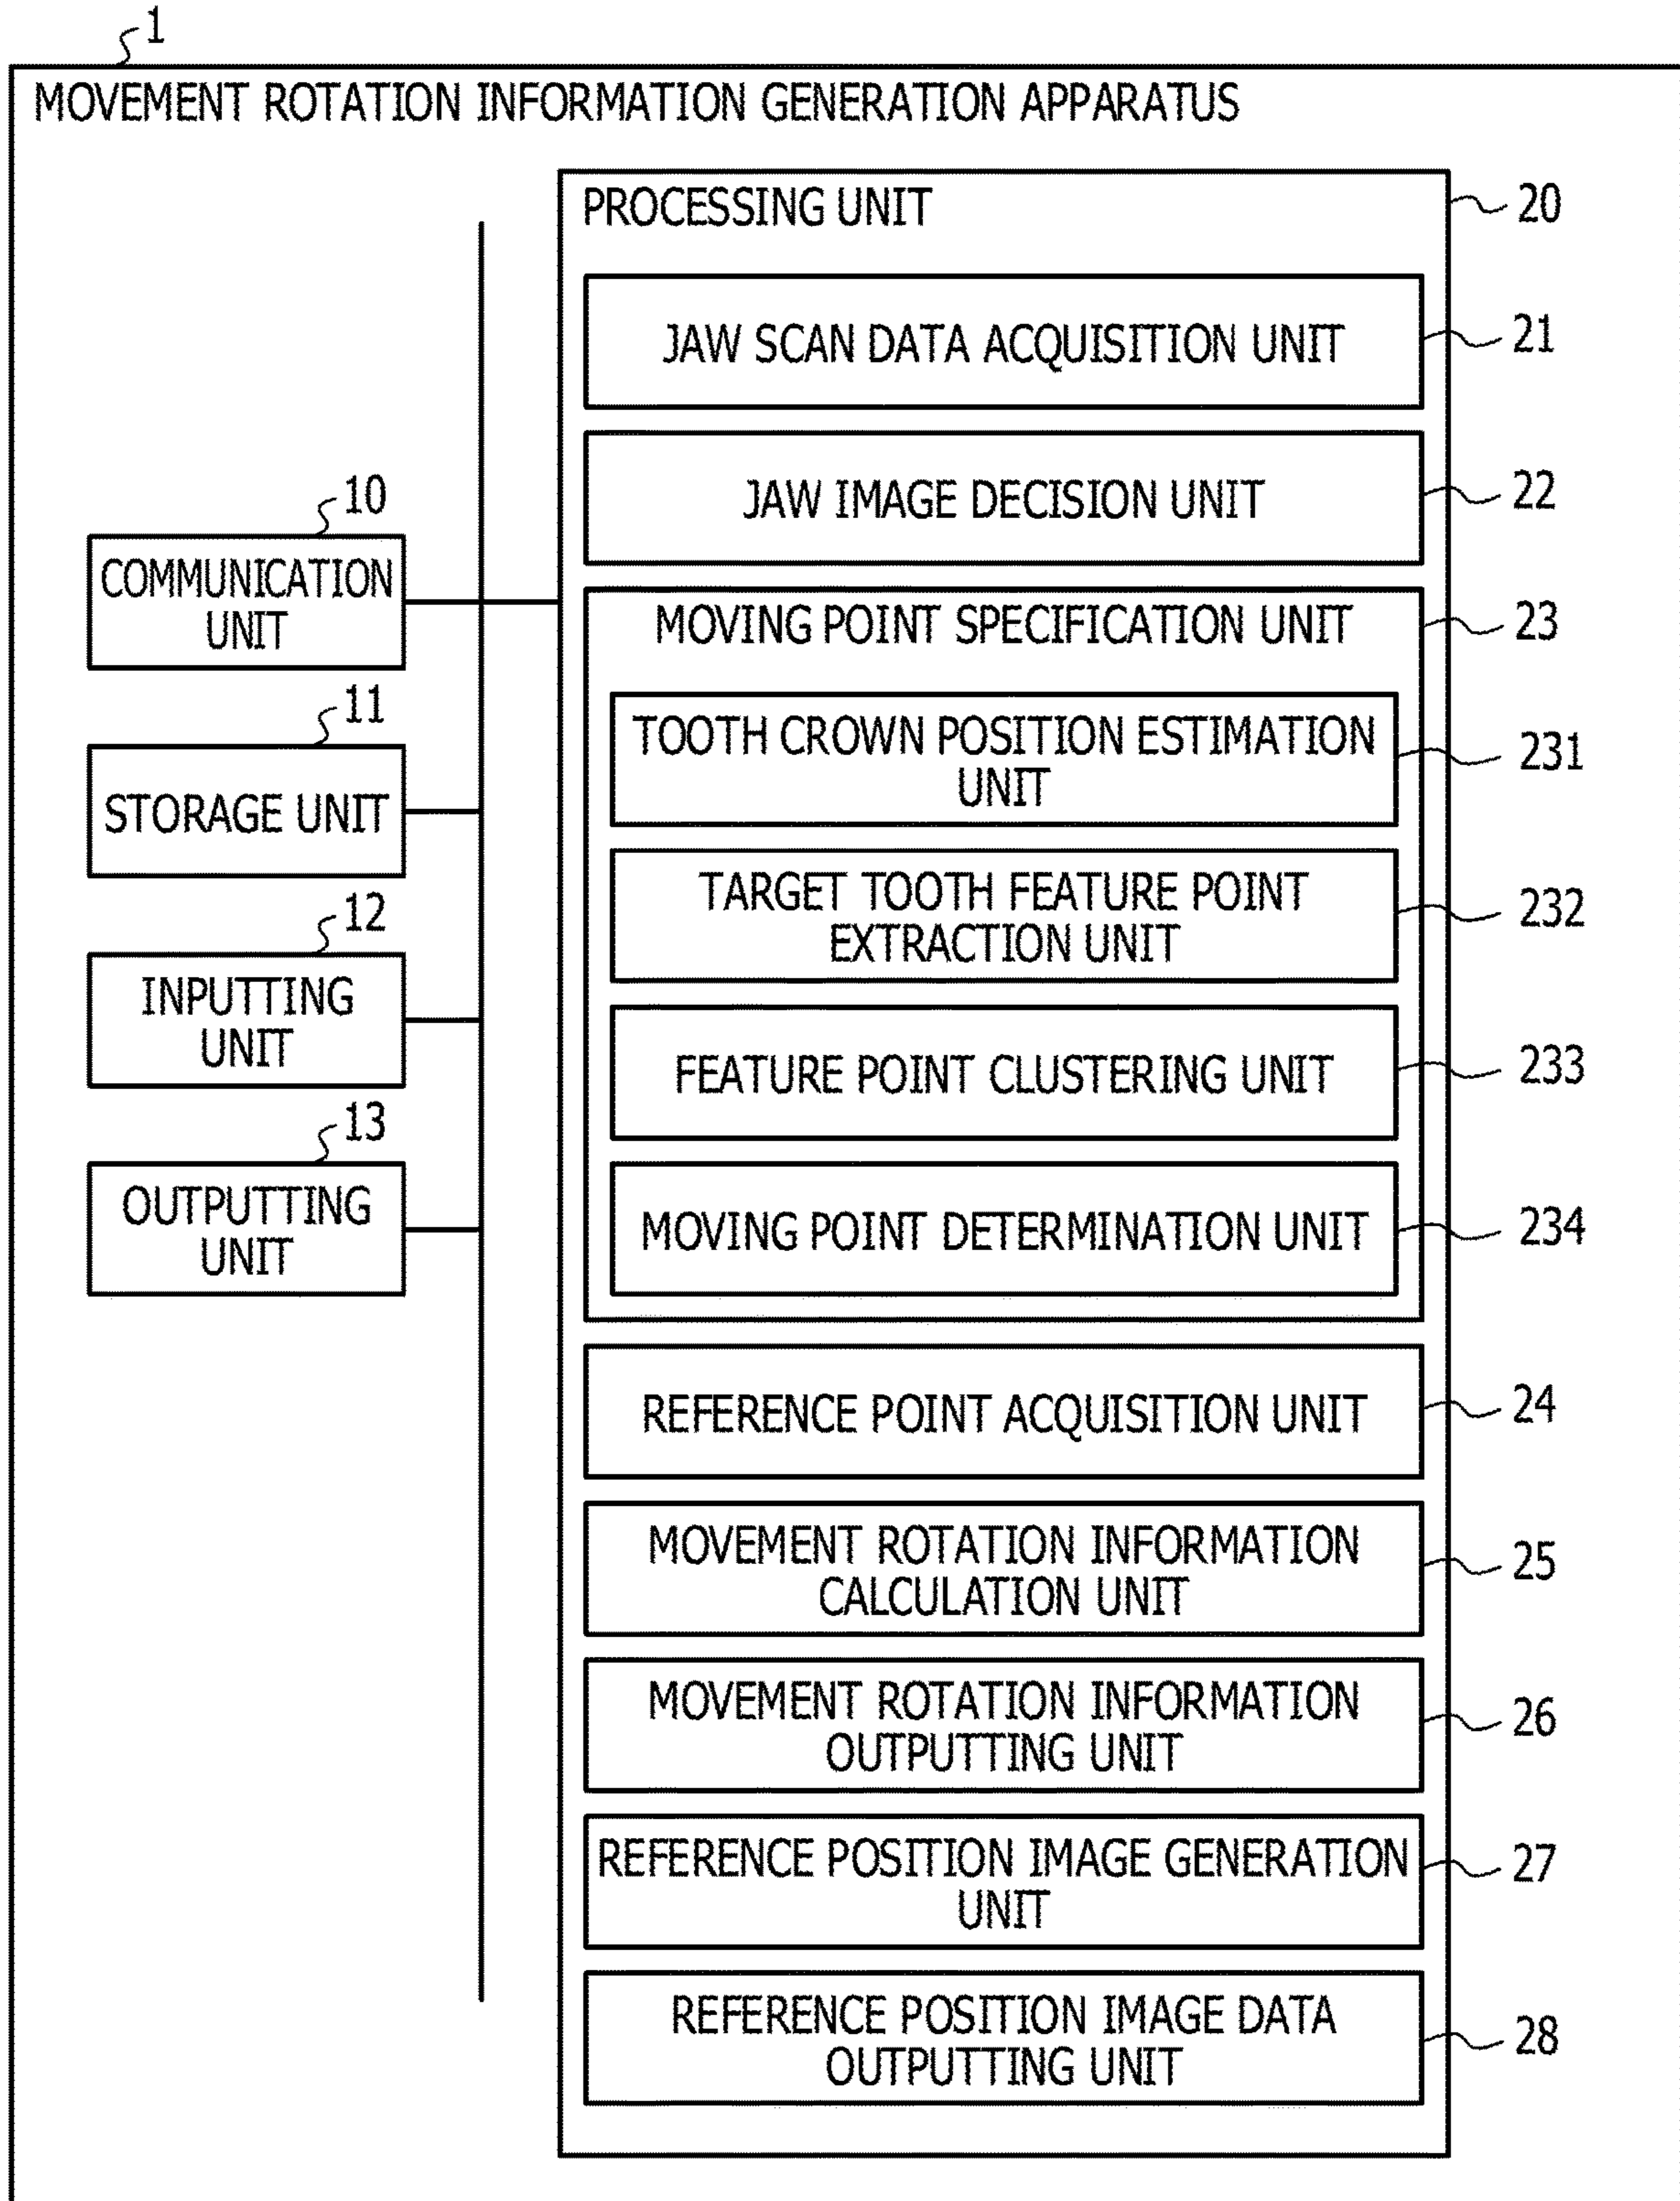 1
MOVEMENT ROTATION INFORMATION GENERATION APPARATUS
10
COMMUNICATION
UNIT
11
STORAGE UNIT
12
INPUTTING
UNIT
13
OUTPUTTING
UNIT
PROCESSING UNIT
20
JAW SCAN DATA ACQUISITION UNIT
21
JAW IMAGE DECISION UNIT
22
MOVING POINT SPECIFICATION UNIT
23
TOOTH CROWN POSITION ESTIMATION
UNIT
231
TARGET TOOTH FEATURE POINT
EXTRACTION UNIT
232
FEATURE POINT CLUSTERING UNIT
233
MOVING POINT DETERMINATION UNIT
234
REFERENCE POINT ACQUISITION UNIT
24
MOVEMENT ROTATION INFORMATION
CALCULATION UNIT
25
MOVEMENT ROTATION INFORMATION
OUTPUTTING UNIT
26
REFERENCE POSITION IMAGE GENERATION
UNIT
27
REFERENCE POSITION IMAGE DATA
OUTPUTTING UNIT
28